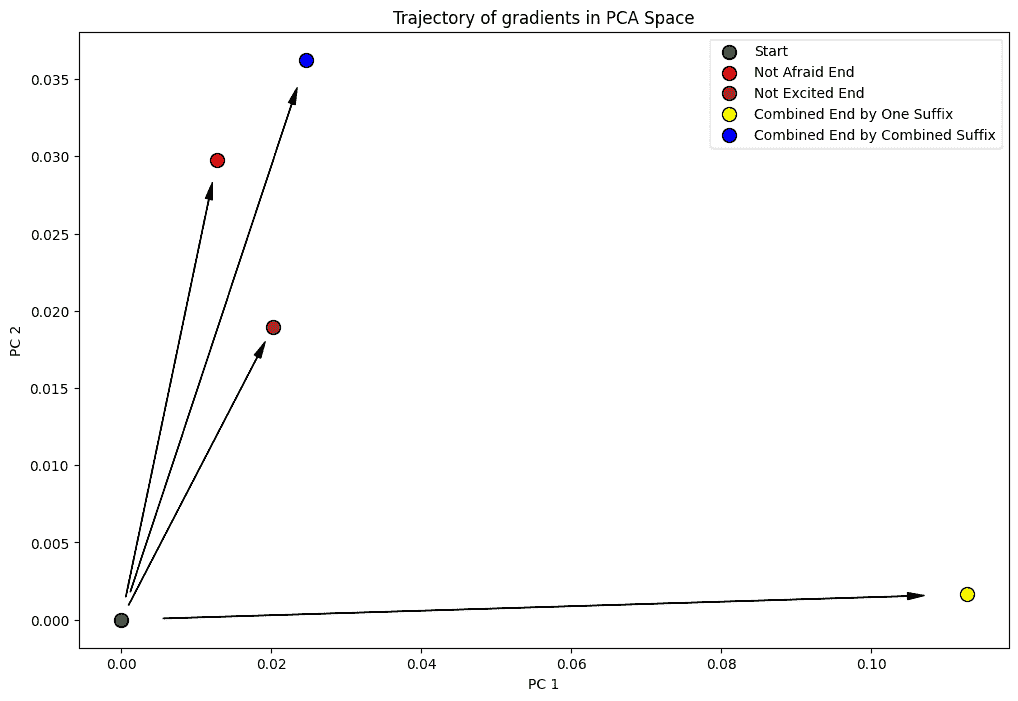 Trajectory of gradients in PCA Space
Start
Not Afraid End
Not Excited End
Combined End by One Suffix
Combined End by Combined Suffix
PC 2
0.035
0.030
0.025
0.020
0.015
0.010
0.005
0.000
0.00 0.02 0.04 0.06 0.08 0.10
PC 1